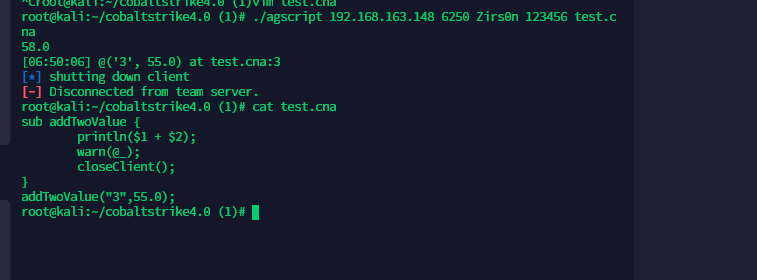 ^Croot@kali:~/cobaltstrike4.0 (1)vim test.cna
root@kali:~/cobaltstrike4.0 (1)# ./agscript 192.168.163.148 6250 Zirs0n 123456 test.c
na
58.0
[06:50:06] @('3', 55.0) at test.cna:3
[*] shutting down client
[-] Disconnected from team server.
root@kali:~/cobaltstrike4.0 (1)# cat test.cna
sub addTwoValue {
        println($1 + $2);
        warn(@_);
        closeClient();
}
addTwoValue("3",55.0);
root@kali:~/cobaltstrike4.0 (1)#